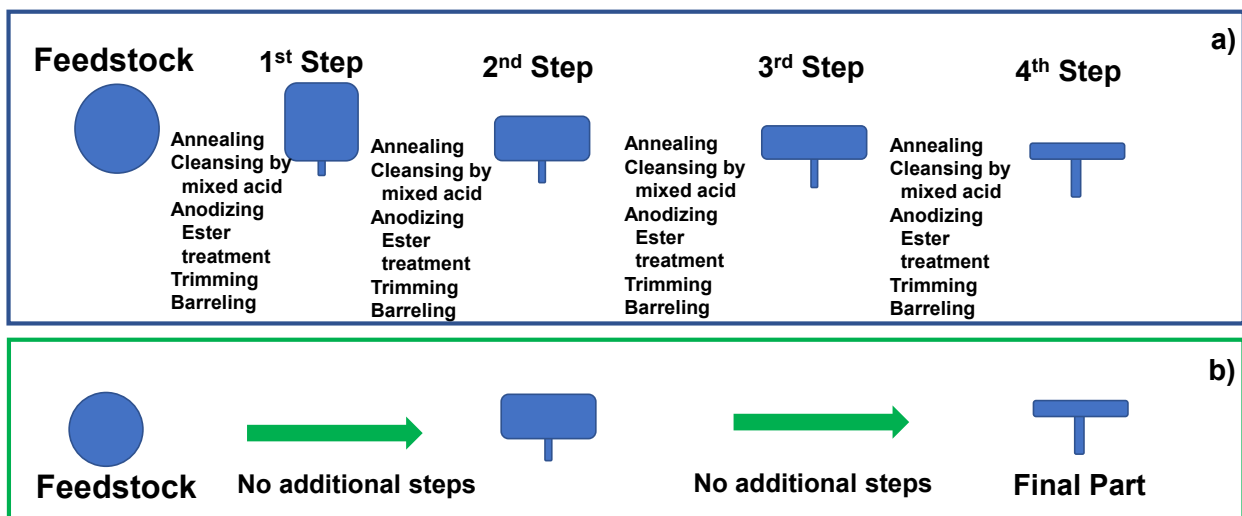 a)
Feedstock
1st Step
2nd Step
3rd Step
4th Step
Annealing
Cleansing by
mixed acid
Anodizing
Ester
treatment
Trimming
Barreling
Annealing
Cleansing by
mixed acid
Anodizing
Ester
treatment
Trimming
Barreling
Annealing
Cleansing by
mixed acid
Anodizing
Ester
treatment
Trimming
Barreling
Annealing
Cleansing by
mixed acid
Anodizing
Ester
treatment
Trimming
Barreling
b)
Feedstock
No additional steps
No additional steps
Final Part